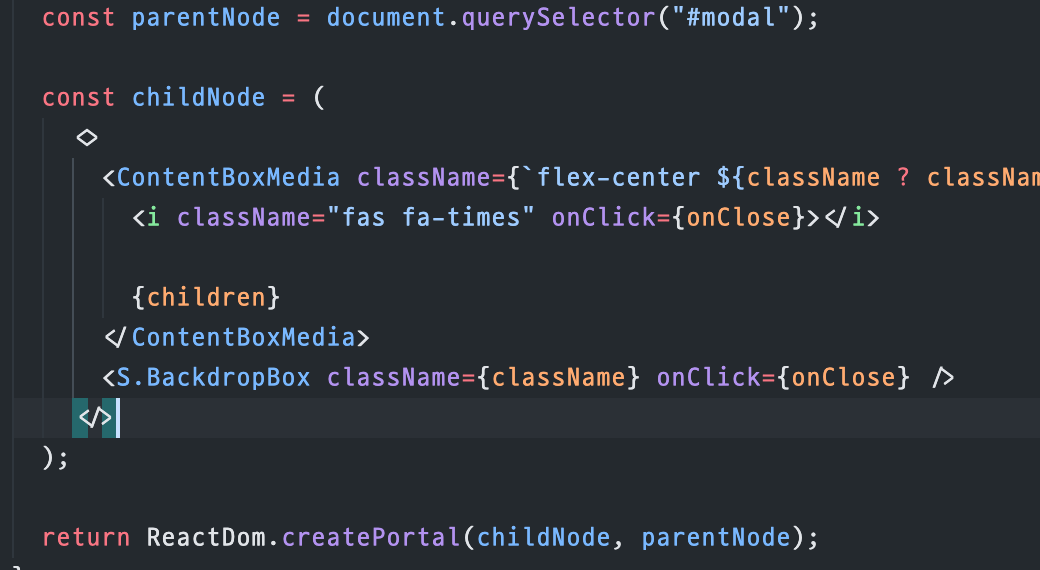 const parentNode = document.querySelector("#modal");
const childNode = (
<>
<ContentBoxMedia className={`flex-center ${className ? classNam
<i className="fas fa-times" onClick={onClose}></i>
{children}
</ContentBoxMedia>
<S.BackdropBox className={className} onClick={onClose} />
</>
);
return ReactDom.createPortal(childNode, parentNode);